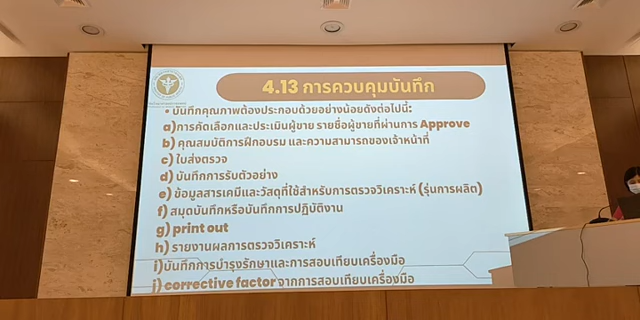 4.13 การควบคุมบันทึก
• บันทึกคุณภาพต้องประกอบด้วยอย่างน้อยดังต่อไปนี้:
a)การคัดเลือกและประเมินผู้ขาย รายชื่อผู้ขายที่ผ่านการ Approve
b) คุณสมบัติการฝึกอบรม และความสามารถของเจ้าหน้าที่
c) ใบส่งตรวจ
d) บันทึกการรับตัวอย่าง
e) ข้อมูลสารเคมีและวัสดุที่ใช้สำหรับการตรวจวิเคราะห์ (รุ่นการผลิต)
f) สมุดบันทึกหรือบันทึกการปฏิบัติงาน
g) print out
h) รายงานผลการตรวจวิเคราะห์
i)บันทึกการบำรุงรักษาและการสอบเทียบเครื่องมือ
j) corrective factor จากการสอบเทียบเครื่องมือ